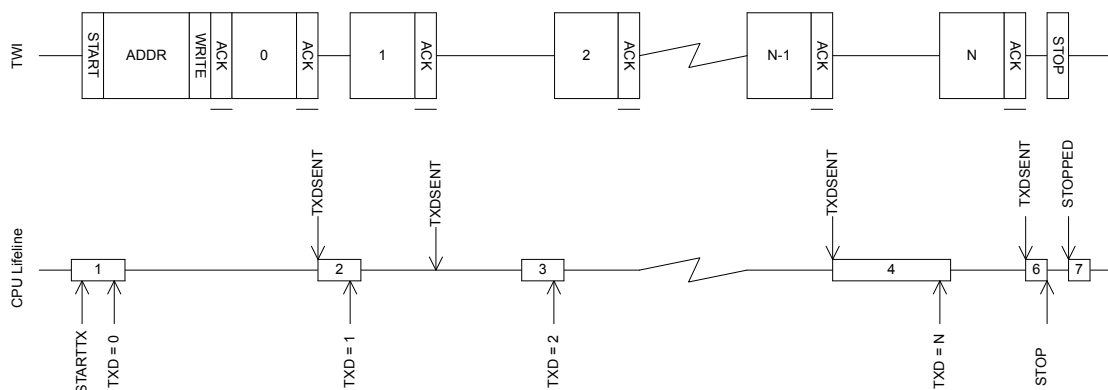 TWI
START ADDR WRITE ACK 0 ACK 1 ACK 2 ACK N-1 ACK N ACK STOP
TXDSENT TXDSENT TXDSENT TXDSENT STOPPED
CPU Lifeline
1 2 3 4 6 7
STARTTX TXD = 0 TXD = 1 TXD = 2 TXD = N STOP